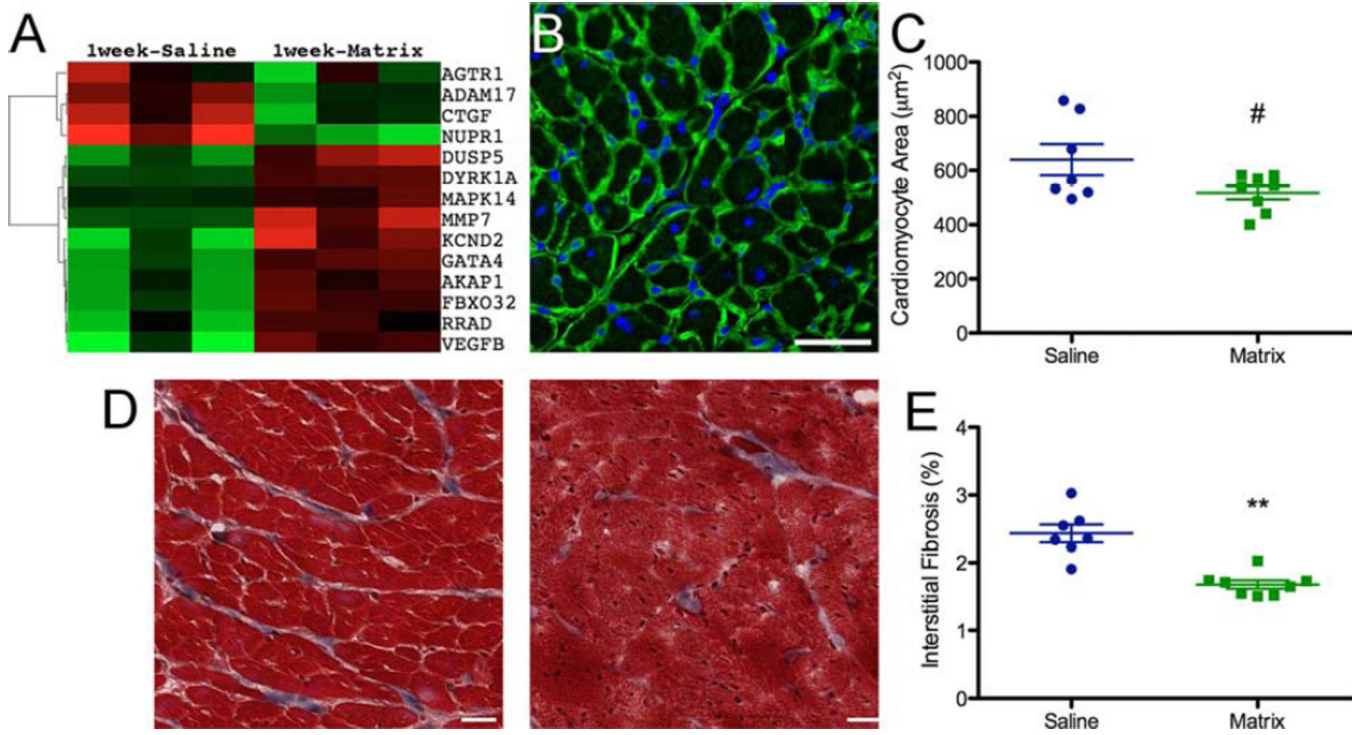 A
1week-Saline 1week-Matrix
AGTR1
ADAM17
CTGF
NUPR1
DUSP5
DYRK1A
MAPK14
MMP7
KCND2
GATA4
AKAP1
FBXO32
RRAD
VEGFB
B
C
Cardiomyocyte Area (μm²)
1000
800
600
400
200
0
#
Saline Matrix
D
E
Interstitial Fibrosis (%)
4
3
2
1
0
**
Saline Matrix